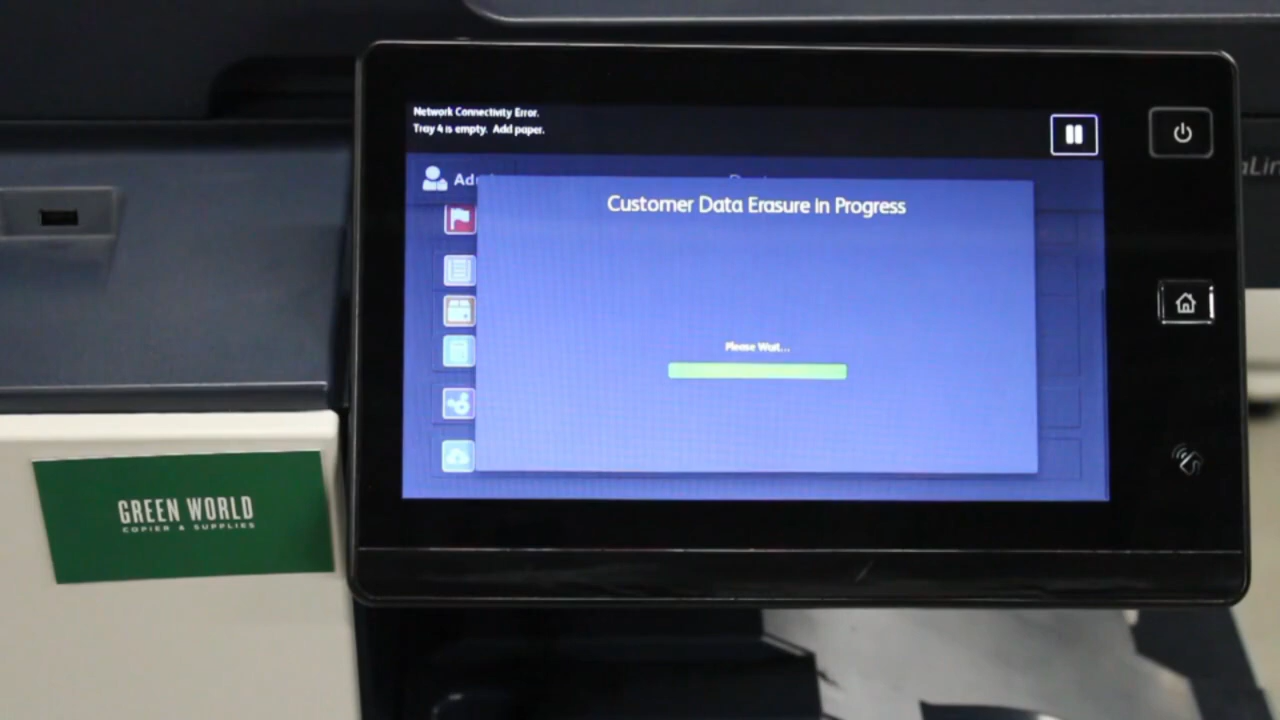 Network Connectivity Error.
Tray 4 is empty. Add paper.
Customer Data Erasure in Progress
Please Wait...
GREEN WORLD
COPIER & SUPPLIES